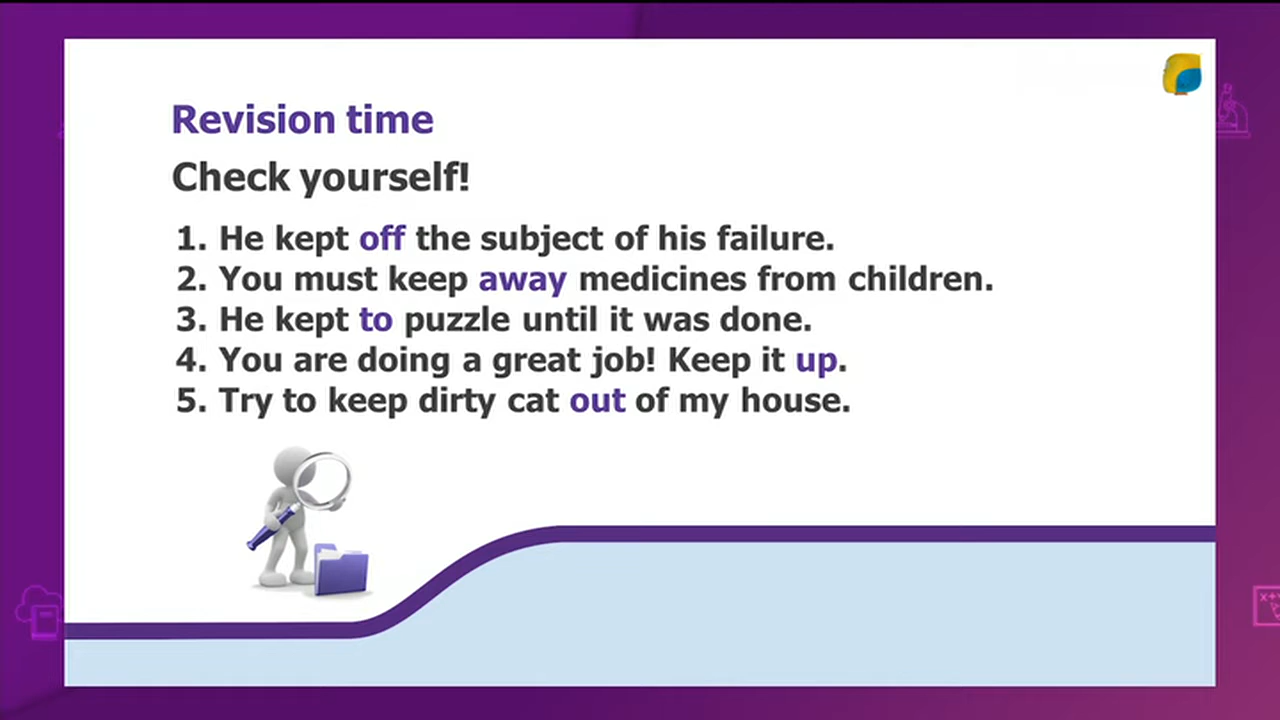 Revision time
Check yourself!
1. He kept off the subject of his failure.
2. You must keep away medicines from children.
3. He kept to puzzle until it was done.
4. You are doing a great job! Keep it up.
5. Try to keep dirty cat out of my house.